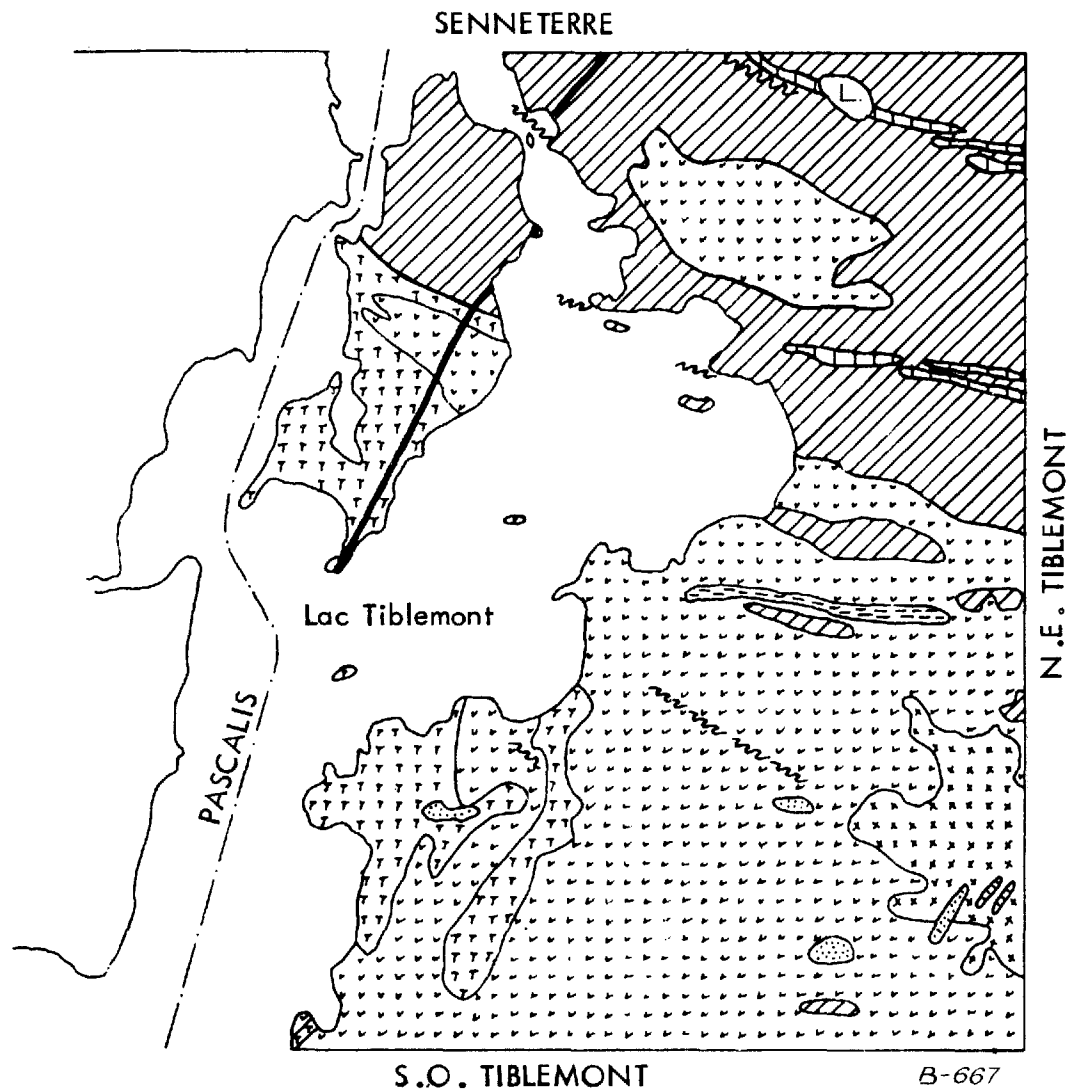 SENNETERRE
L
N.E. TIBLEMONT
Lac Tiblemont
PASCALIS
S.O. TIBLEMONT
B-667